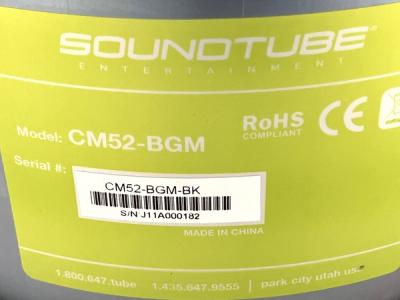 SOUNDTUBE®
ENTERTAINMENT
RoHS
COMPLIANT
CE
Model: CM52-BGM
Serial #:
CM52-BGM-BK
S/N J11A000182
MADE IN CHINA
1.800.647.tube | 1.435.647.9555 | park city utah usa